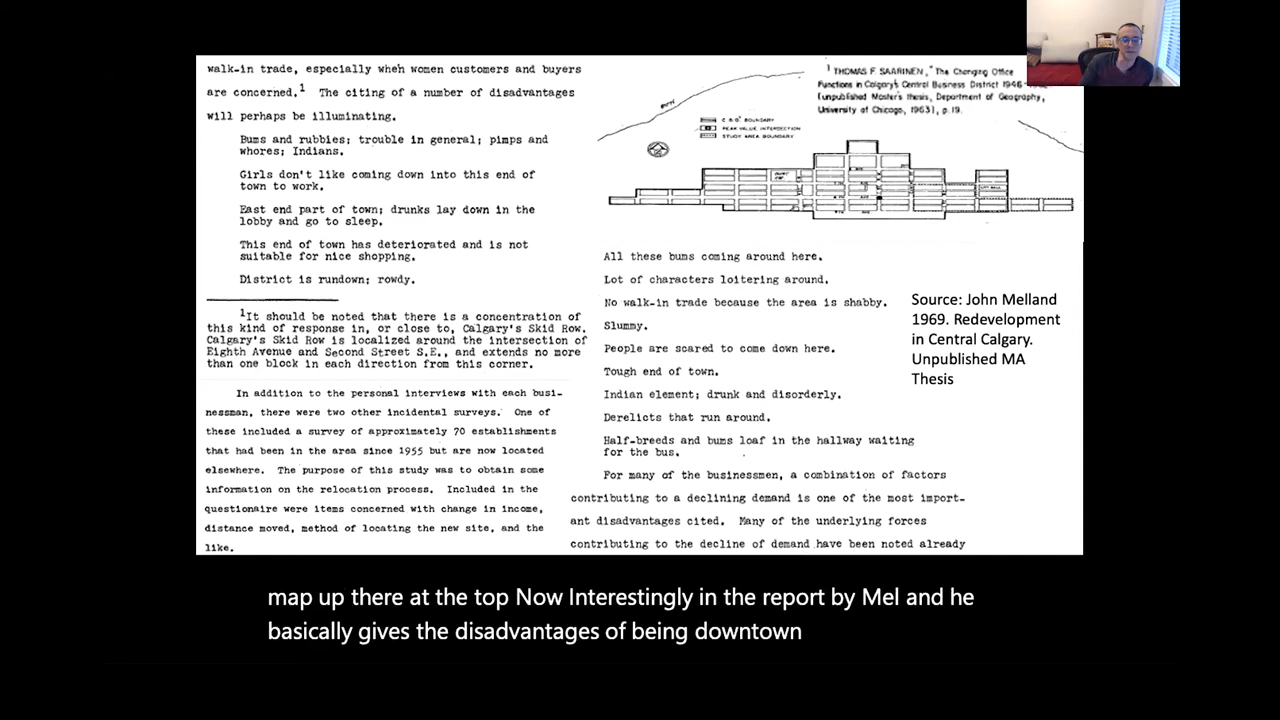 walk-in trade, especially when women customers and buyers
are concerned.1 The citing of a number of disadvantages
will perhaps be illuminating.
Bums and rubbies; trouble in general; pimps and
whores; Indians.
Girls don't like coming down into this end of
town to work.
East end part of town; drunks lay down in the
lobby and go to sleep.
This end of town has deteriorated and is not
suitable for nice shopping.
District is rundown; rowdy.
1It should be noted that there is a concentration of
this kind of response in, or close to, Calgary's Skid Row.
Calgary's Skid Row is localized around the intersection of
Eighth Avenue and Second Street S.E., and extends no more
than one block in each direction from this corner.
In addition to the personal interviews with each busi-
nessman, there were two other incidental surveys. One of
these included a survey of approximately 70 establishments
that had been in the area since 1955 but are now located
elsewhere. The purpose of this study was to obtain some
information on the relocation process. Included in the
questionaire were items concerned with change in income,
distance moved, method of locating the new site, and the
like.
1 THOMAS F. SAARINEN, "The Changing Office
Functions in Calgary's Central Business District 1946-
(unpublished Master's thesis, Department of Geography,
University of Chicago, 1963), p.19.
C.B.D. BOUNDARY
PEAK VALUE INTERSECTION
STUDY AREA BOUNDARY
CITY HALL
All these bums coming around here.
Lot of characters loitering around.
No walk-in trade because the area is shabby.
Slummy.
People are scared to come down here.
Tough end of town.
Indian element; drunk and disorderly.
Derelicts that run around.
Half-breeds and bums loaf in the hallway waiting
for the bus.
For many of the businessmen, a combination of factors
contributing to a declining demand is one of the most import-
ant disadvantages cited. Many of the underlying forces
contributing to the decline of demand have been noted already
Source: John Melland
1969. Redevelopment
in Central Calgary.
Unpublished MA
Thesis
map up there at the top Now Interestingly in the report by Mel and he
basically gives the disadvantages of being downtown